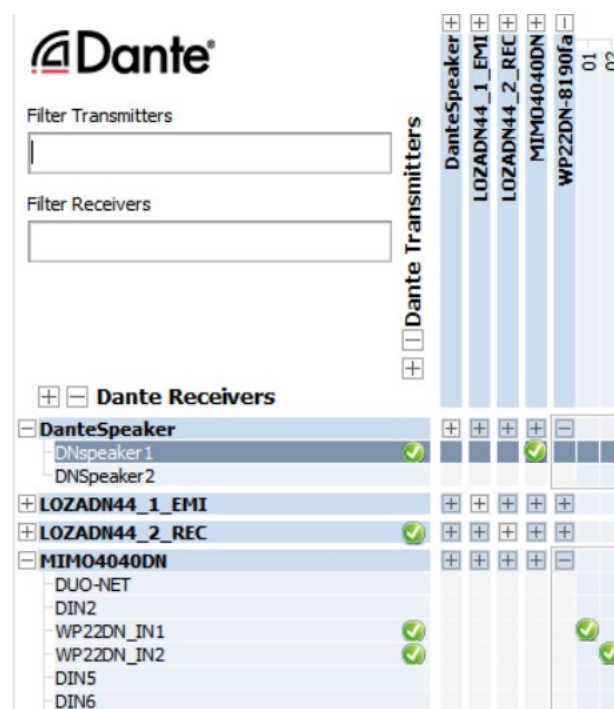 Dante®
Filter Transmitters
Filter Receivers
Dante Transmitters
DanteSpeaker
LOZADN44_1_EMI
LOZADN44_2_REC
MIMO4040DN
WP22DN-8190fa
01
02
Dante Receivers
DanteSpeaker
DNspeaker1
DNSpeaker2
LOZADN44_1_EMI
LOZADN44_2_REC
MIMO4040DN
DUO-NET
DIN2
WP22DN_IN1
WP22DN_IN2
DIN5
DIN6